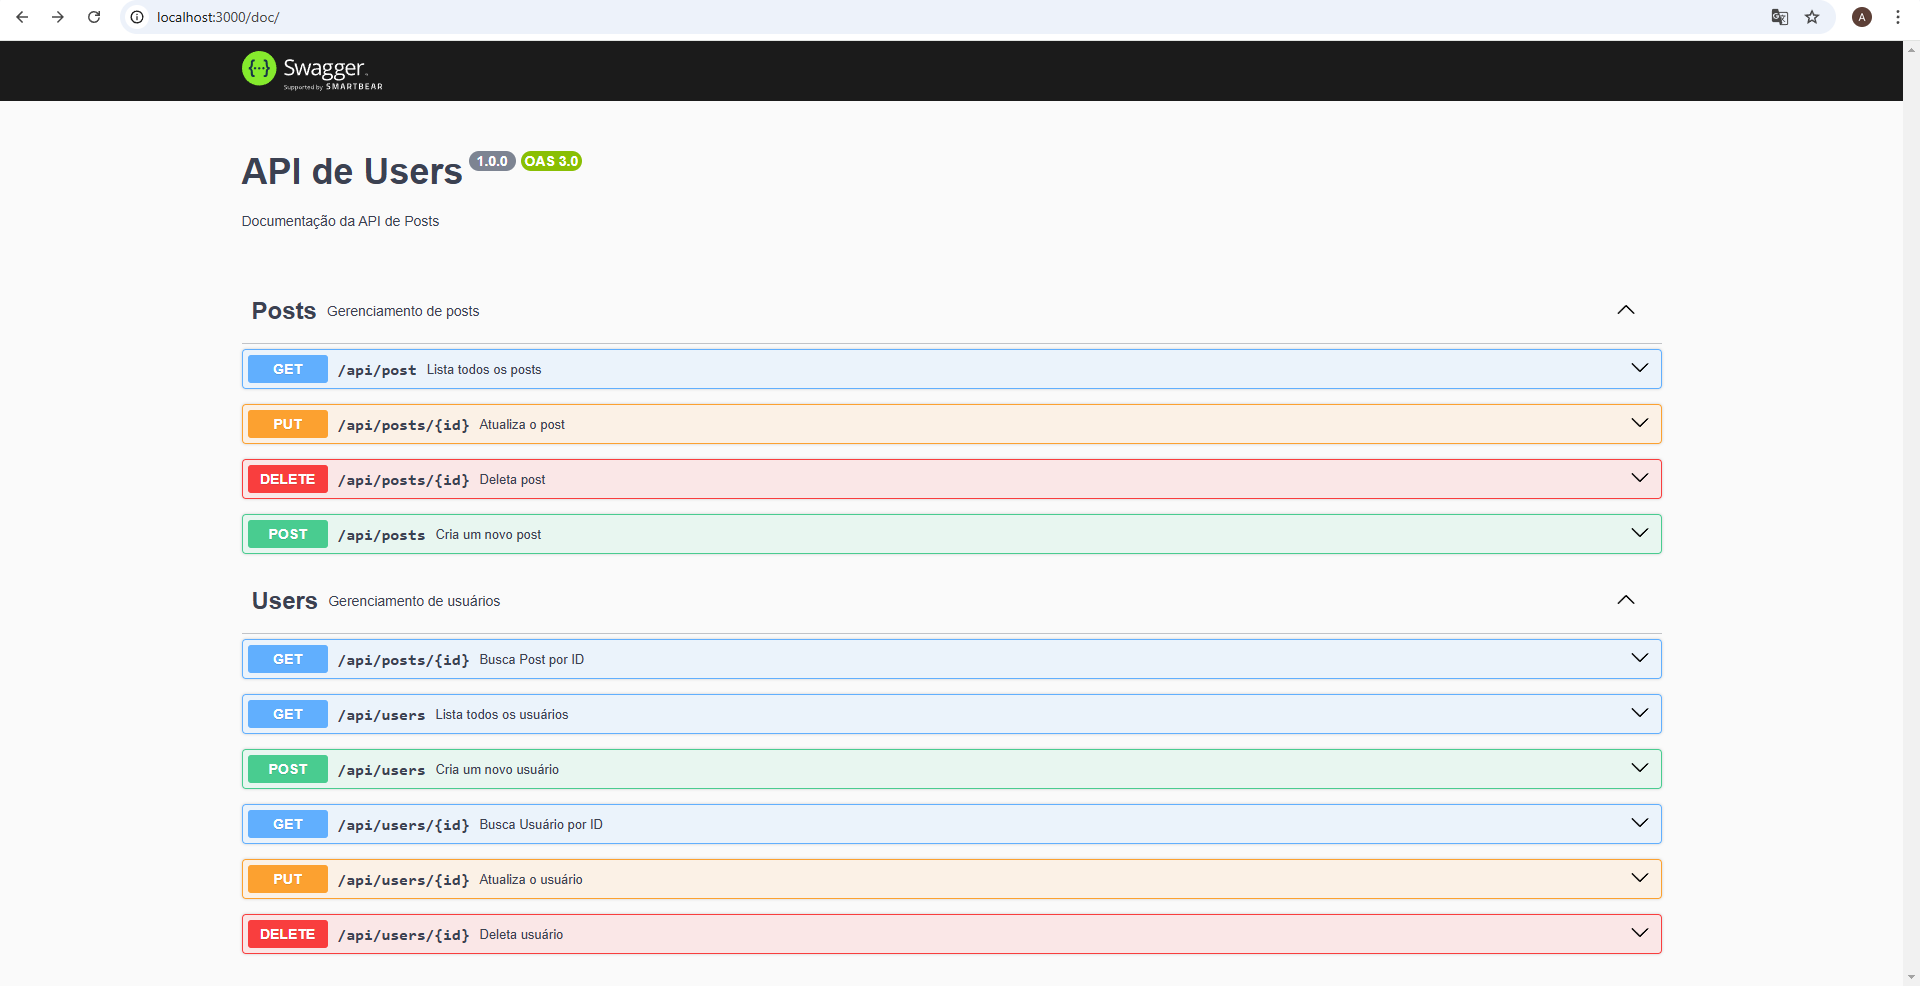 localhost:3000/doc/
A
{···} Swagger
Supported by SMARTBEAR
API de Users 1.0.0 OAS 3.0
Documentação da API de Posts
Posts Gerenciamento de posts
GET /api/post Lista todos os posts
PUT /api/posts/{id} Atualiza o post
DELETE /api/posts/{id} Deleta post
POST /api/posts Cria um novo post
Users Gerenciamento de usuários
GET /api/posts/{id} Busca Post por ID
GET /api/users Lista todos os usuários
POST /api/users Cria um novo usuário
GET /api/users/{id} Busca Usuário por ID
PUT /api/users/{id} Atualiza o usuário
DELETE /api/users/{id} Deleta usuário